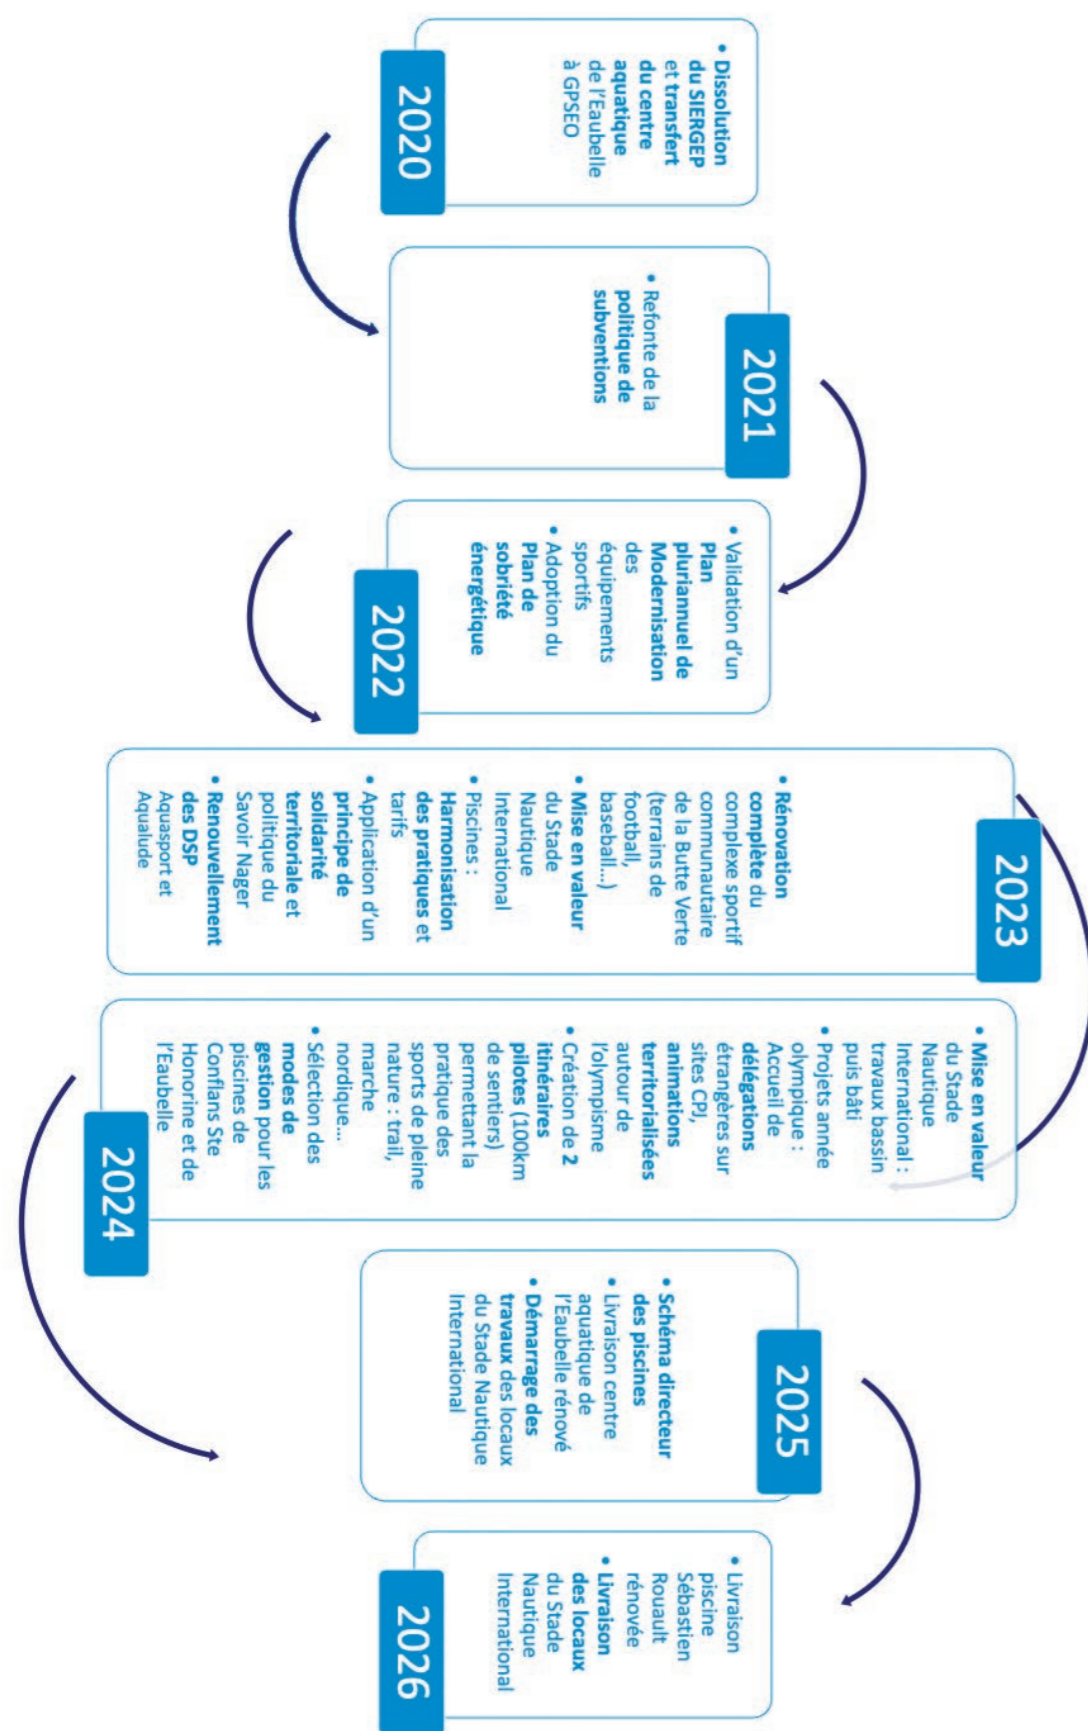 • Dissolution
du SIERGEP
et transfert
du centre
aquatique
de l'Eaubelle
à GPSEO
2020
2021
• Refonte de la
politique de
subventions
• Validation d'un
Plan
pluriannuel de
Modernisation
des
équipements
sportifs
• Adoption du
Plan de
sobriété
énergétique
2022
2023
• Rénovation
complète du
complexe sportif
communautaire
de la Butte Verte
(terrains de
football,
baseball...)
• Mise en valeur
du Stade
Nautique
International
• Piscines :
Harmonisation
des pratiques et
tarifs
• Application d'un
principe de
solidarité
territoriale et
politique du
Savoir Nager
• Renouvellement
des DSP
Aquasport et
Aqualude
• Mise en valeur
du Stade
Nautique
International :
travaux bassin
puis bâti
• Projets année
olympique :
Accueil de
délégations
étrangères sur
sites CPJ,
animations
territorialisées
autour de
l'olympisme
• Création de 2
itinéraires
pilotes (100km
de sentiers)
permettant la
pratique des
sports de pleine
nature : trail,
marche
nordique...
• Sélection des
modes de
gestion pour les
piscines de
Conflans Ste
Honorine et de
l'Eaubelle
2024
2025
• Schéma directeur
des piscines
• Livraison centre
aquatique de
l'Eaubelle rénové
• Démarrage des
travaux des locaux
du Stade Nautique
International
• Livraison
piscine
Sébastien
Rouault
rénovée
• Livraison
des locaux
du Stade
Nautique
International
2026